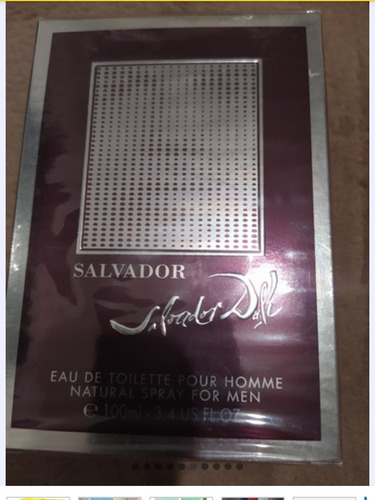 SALVADOR
Salvador Dalí
EAU DE TOILETTE POUR HOMME
NATURAL SPRAY FOR MEN
℮ 100ml - 3.4 US FL.OZ